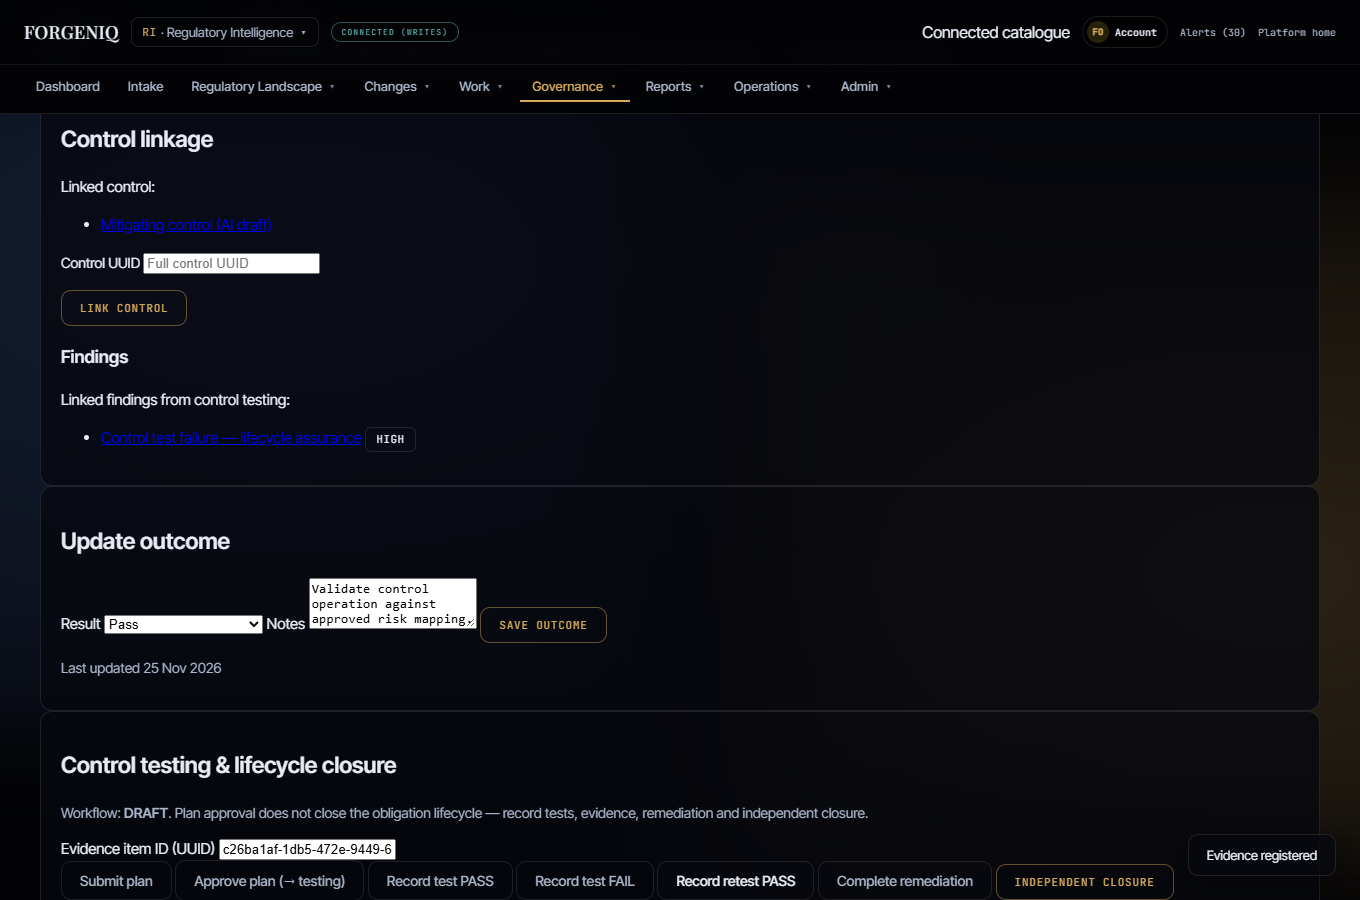 FORGENIQ
RI · Regulatory Intelligence
CONNECTED (WRITES)
Connected catalogue
FO Account
Alerts (30)
Platform home
Dashboard
Intake
Regulatory Landscape
Changes
Work
Governance
Reports
Operations
Admin
Control linkage
Linked control:
Mitigating control (AI draft)
Control UUID Full control UUID
LINK CONTROL
Findings
Linked findings from control testing:
Control test failure — lifecycle assurance HIGH
Update outcome
Result Pass Notes Validate control
operation against
approved risk mapping.
SAVE OUTCOME
Last updated 25 Nov 2026
Control testing & lifecycle closure
Workflow: DRAFT. Plan approval does not close the obligation lifecycle — record tests, evidence, remediation and independent closure.
Evidence item ID (UUID) c26ba1af-1db5-472e-9449-6
Submit plan
Approve plan (→ testing)
Record test PASS
Record test FAIL
Record retest PASS
Complete remediation
INDEPENDENT CLOSURE
Evidence registered